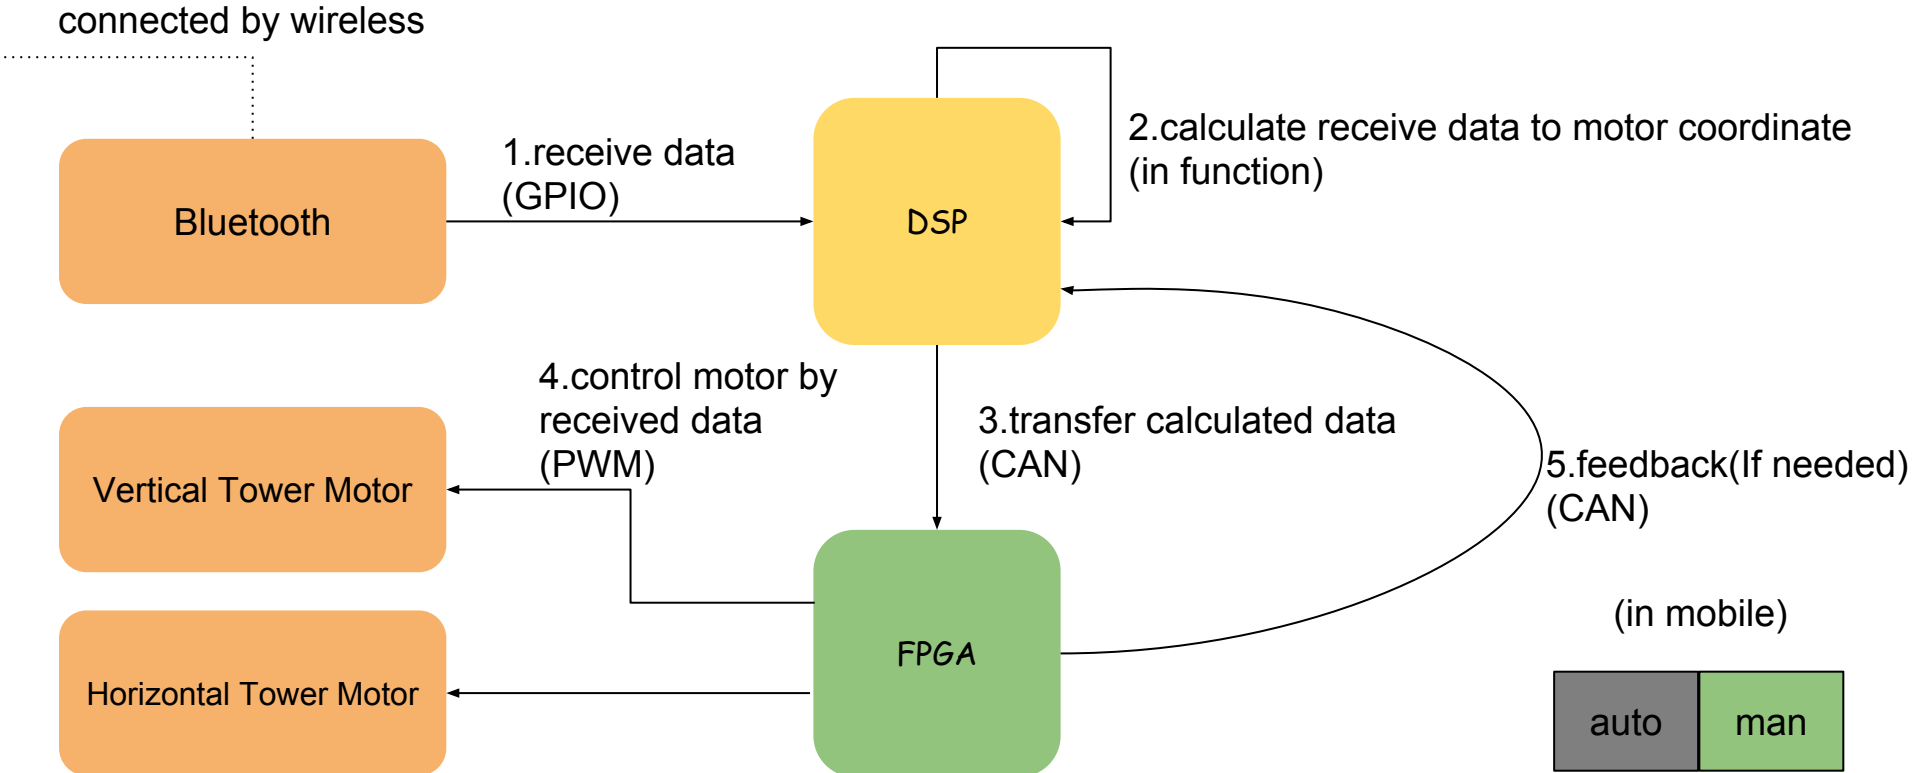 connected by wireless
Bluetooth
1.receive data
(GPIO)
DSP
2.calculate receive data to motor coordinate
(in function)
4.control motor by
received data
(PWM)
3.transfer calculated data
(CAN)
5.feedback(If needed)
(CAN)
Vertical Tower Motor
Horizontal Tower Motor
FPGA
(in mobile)
auto
man